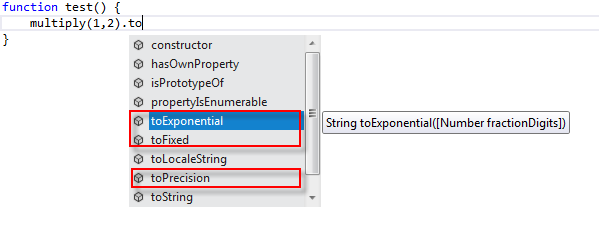 function test() {
multiply(1,2).to
}
constructor
hasOwnProperty
isPrototypeOf
propertyIsEnumerable
toExponential
String toExponential([Number fractionDigits])
toFixed
toLocaleString
toPrecision
toString